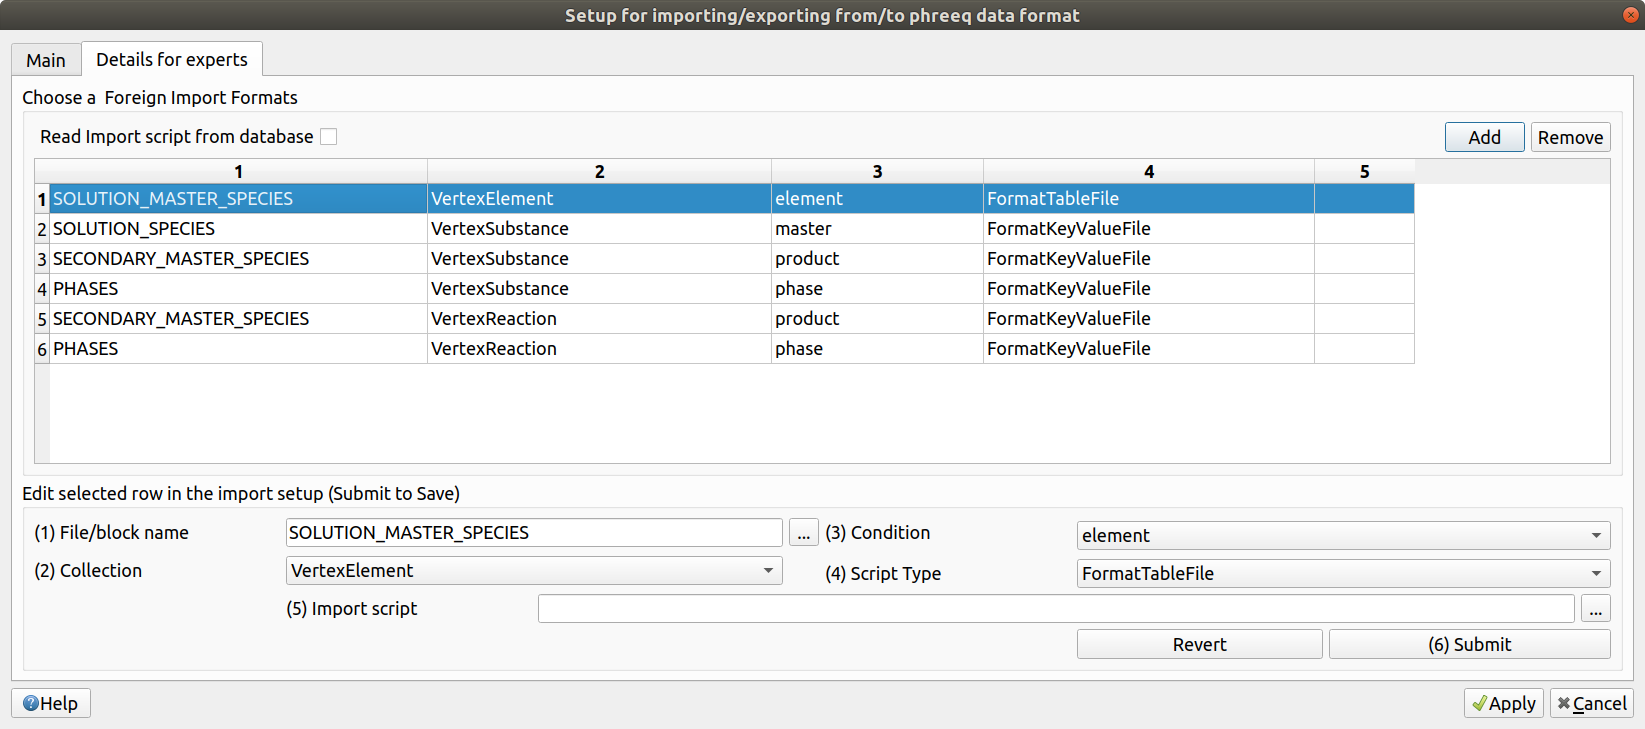 Setup for importing/exporting from/to phreeq data format
Main Details for experts
Choose a  Foreign Import Formats
Read Import script from database Add Remove
1 2 3 4 5
1 SOLUTION_MASTER_SPECIES VertexElement element FormatTableFile
2 SOLUTION_SPECIES VertexSubstance master FormatKeyValueFile
3 SECONDARY_MASTER_SPECIES VertexSubstance product FormatKeyValueFile
4 PHASES VertexSubstance phase FormatKeyValueFile
5 SECONDARY_MASTER_SPECIES VertexReaction product FormatKeyValueFile
6 PHASES VertexReaction phase FormatKeyValueFile
Edit selected row in the import setup (Submit to Save)
(1) File/block name SOLUTION_MASTER_SPECIES ... (3) Condition element
(2) Collection VertexElement (4) Script Type FormatTableFile
(5) Import script ...
Revert (6) Submit
Help Apply Cancel